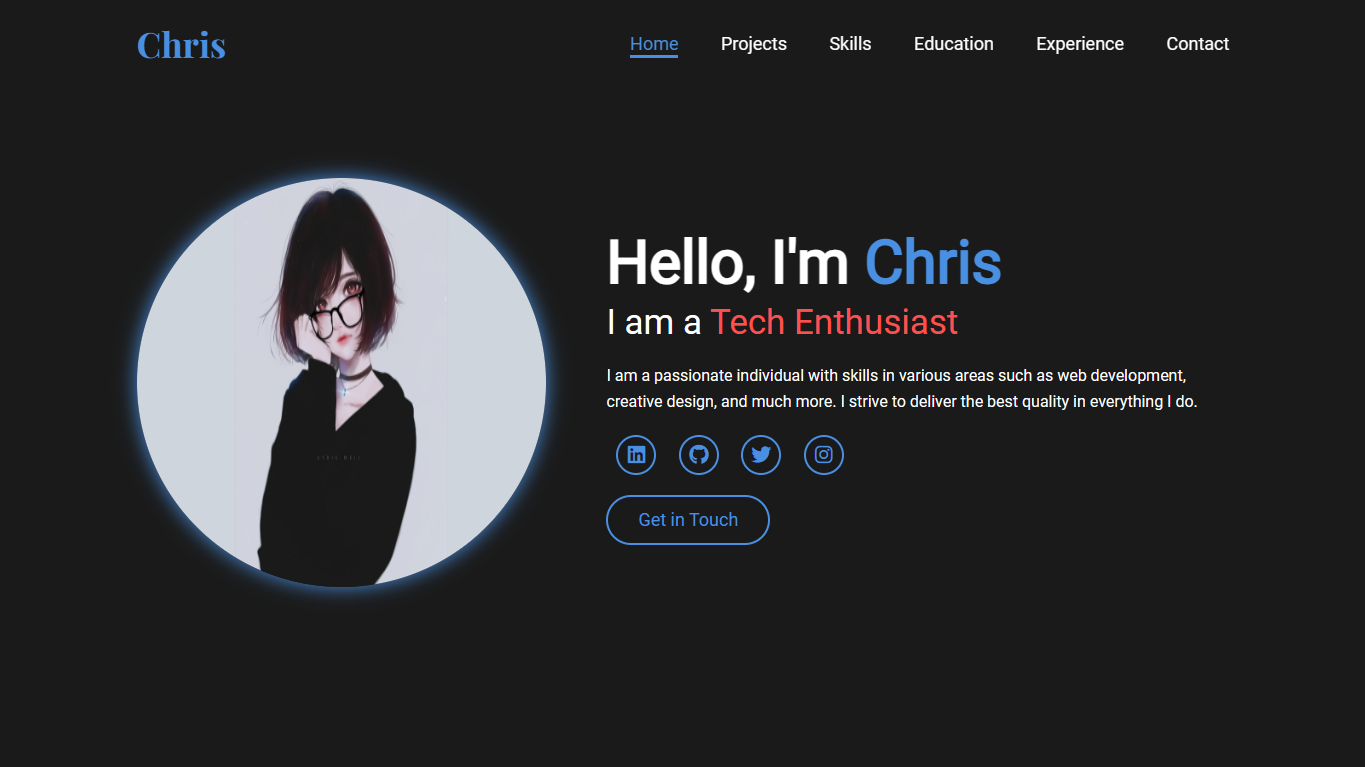 Chris
Home Projects Skills Education Experience Contact
Hello, I'm Chris
I am a Tech Enthusiast
I am a passionate individual with skills in various areas such as web development,
creative design, and much more. I strive to deliver the best quality in everything I do.
in
Get in Touch